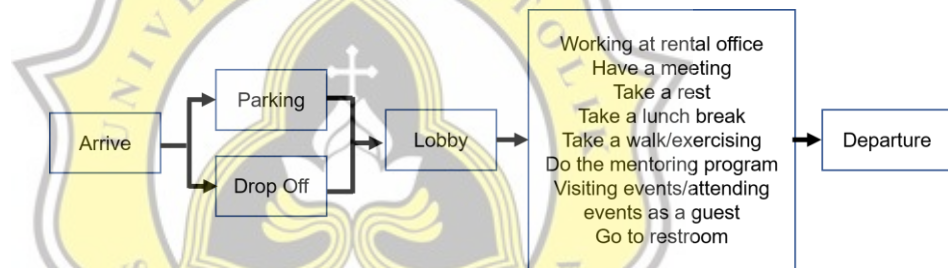 Arrive
Parking
Drop Off
Lobby
Working at rental office
Have a meeting
Take a rest
Take a lunch break
Take a walk/exercising
Do the mentoring program
Visiting events/attending
events as a guest
Go to restroom
Departure